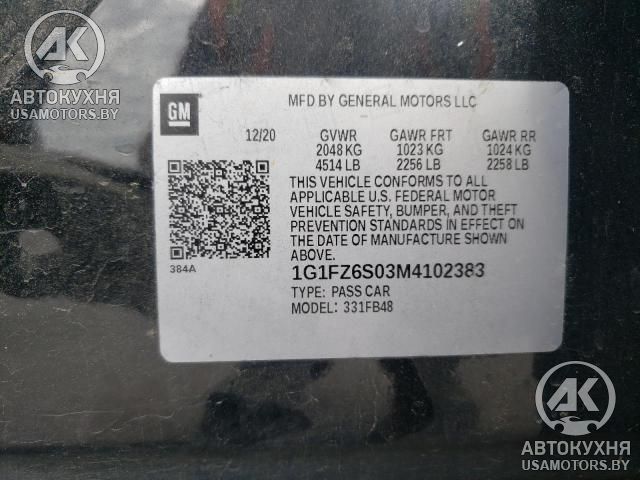 AK
АВТОКУХНЯ
USAMOTORS.BY
GM
MFD BY GENERAL MOTORS LLC
12/20 GVWR GAWR FRT GAWR RR
2048 KG 1023 KG 1024 KG
4514 LB 2256 LB 2258 LB
THIS VEHICLE CONFORMS TO ALL
APPLICABLE U.S. FEDERAL MOTOR
VEHICLE SAFETY, BUMPER, AND THEFT
PREVENTION STANDARDS IN EFFECT ON
THE DATE OF MANUFACTURE SHOWN
ABOVE.
384A
1G1FZ6S03M4102383
TYPE: PASS CAR
MODEL: 331FB48
AK
АВТОКУХНЯ
USAMOTORS.BY